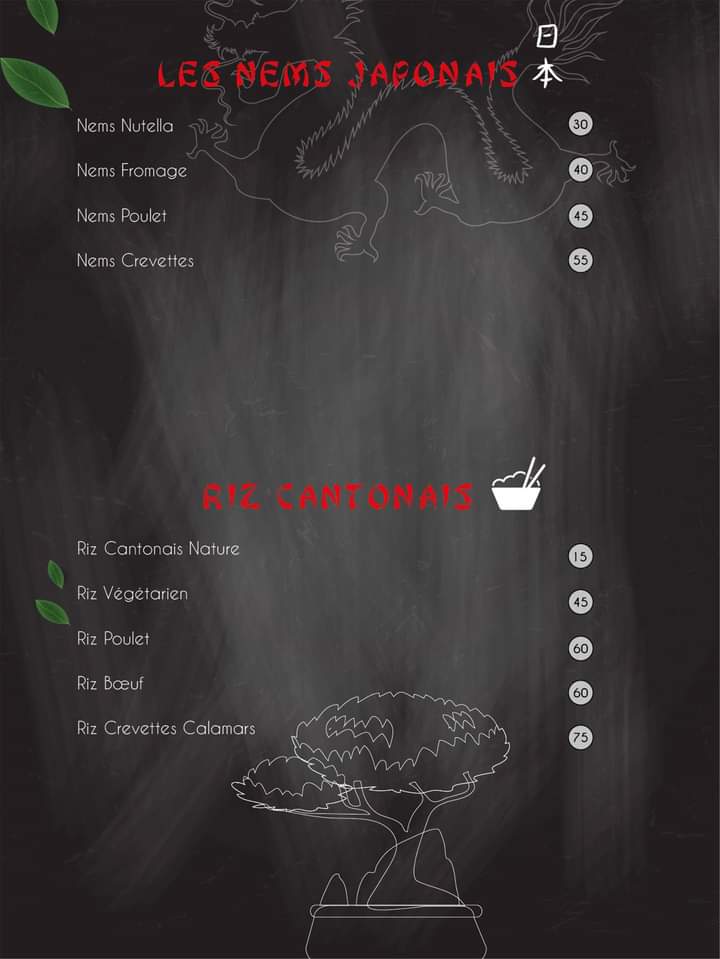 LES NEMS JAPONAIS 日本
Nems Nutella 30
Nems Fromage 40
Nems Poulet 45
Nems Crevettes 55
RIZ CANTONAIS
Riz Cantonais Nature 15
Riz Végétarien 45
Riz Poulet 60
Riz Bœuf 60
Riz Crevettes Calamars 75